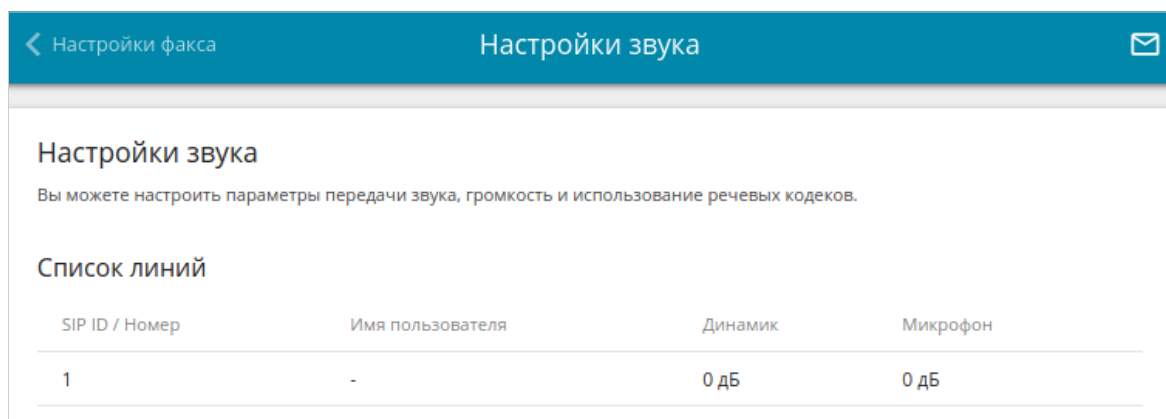 Настройки факса
Настройки звука
Настройки звука
Вы можете настроить параметры передачи звука, громкость и использование речевых кодеков.
Список линий
SIP ID / Номер Имя пользователя Динамик Микрофон
1 - 0 дБ 0 дБ